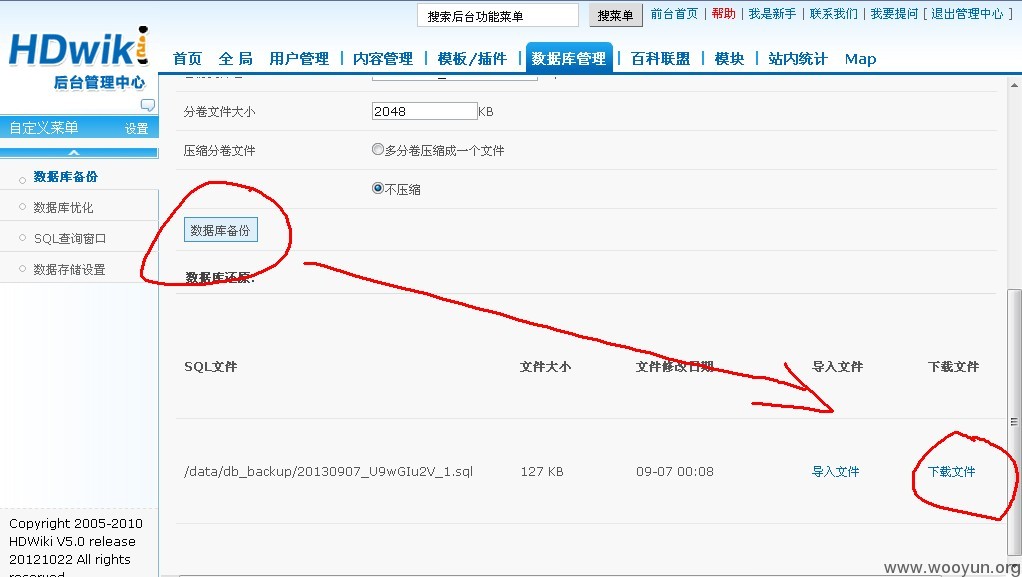 搜索后台功能菜单 搜菜单 前台首页 | 帮助 | 我是新手 | 联系我们 | 我要提问 [ 退出管理中心 ]
HDwiki
后台管理中心
首页 全局 用户管理 | 内容管理 | 模板/插件 | 数据库管理 | 百科联盟 | 模块 | 站内统计 Map
自定义菜单 设置
数据库备份
数据库优化
SQL查询窗口
数据存储设置
分卷文件大小 2048 KB
压缩分卷文件 多分卷压缩成一个文件
不压缩
数据库备份
数据库还原:
SQL文件 文件大小 文件修改日期 导入文件 下载文件
/data/db_backup/20130907_U9wGIu2V_1.sql 127 KB 09-07 00:08 导入文件 下载文件
Copyright 2005-2010
HDWiki V5.0 release
20121022 All rights
reserved
www.wooyun.org